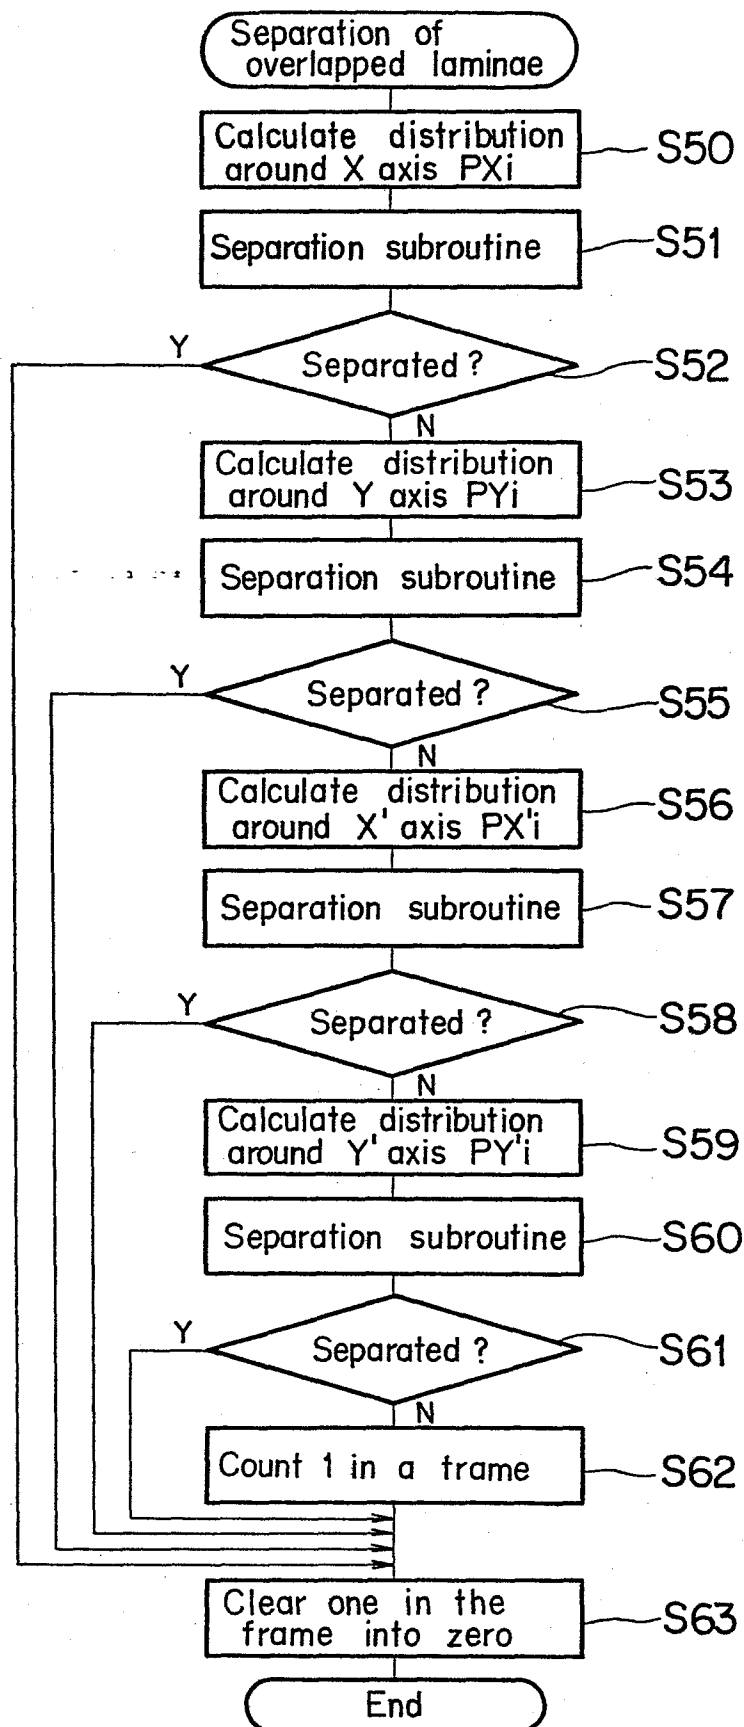 Separation of
overlapped laminae
Calculate distribution
around X axis PXi
S50
Separation subroutine
S51
Y
Separated ?
S52
N
Calculate distribution
around Y axis PYi
S53
Separation subroutine
S54
Y
Separated ?
S55
N
Calculate distribution
around X' axis PX'i
S56
Separation subroutine
S57
Y
Separated ?
S58
N
Calculate distribution
around Y' axis PY'i
S59
Separation subroutine
S60
Y
Separated ?
S61
N
Count 1 in a frame
S62
Clear one in the
frame into zero
S63
End